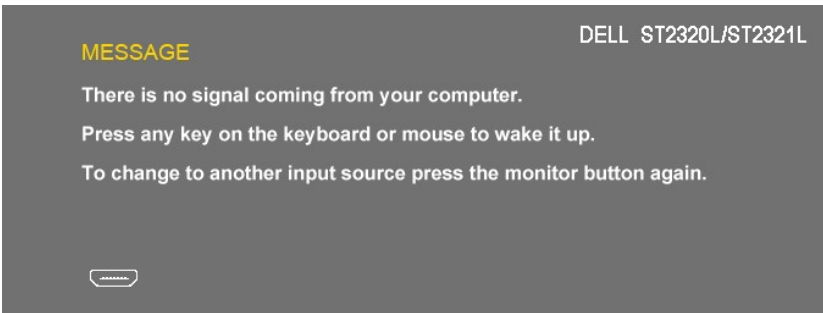 DELL ST2320L/ST2321L
MESSAGE
There is no signal coming from your computer.
Press any key on the keyboard or mouse to wake it up.
To change to another input source press the monitor button again.